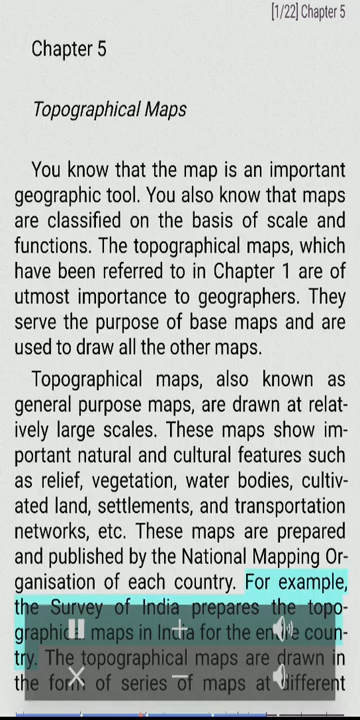 [1/22] Chapter 5
Chapter 5
Topographical Maps
You know that the map is an important
geographic tool. You also know that maps
are classified on the basis of scale and
functions. The topographical maps, which
have been referred to in Chapter 1 are of
utmost importance to geographers. They
serve the purpose of base maps and are
used to draw all the other maps.
Topographical maps, also known as
general purpose maps, are drawn at relat-
ively large scales. These maps show im-
portant natural and cultural features such
as relief, vegetation, water bodies, cultiv-
ated land, settlements, and transportation
networks, etc. These maps are prepared
and published by the National Mapping Or-
ganisation of each country. For example,
the Survey of India prepares the topo-
graphical maps in India for the entire coun-
try. The topographical maps are drawn in
the form of series of maps at different